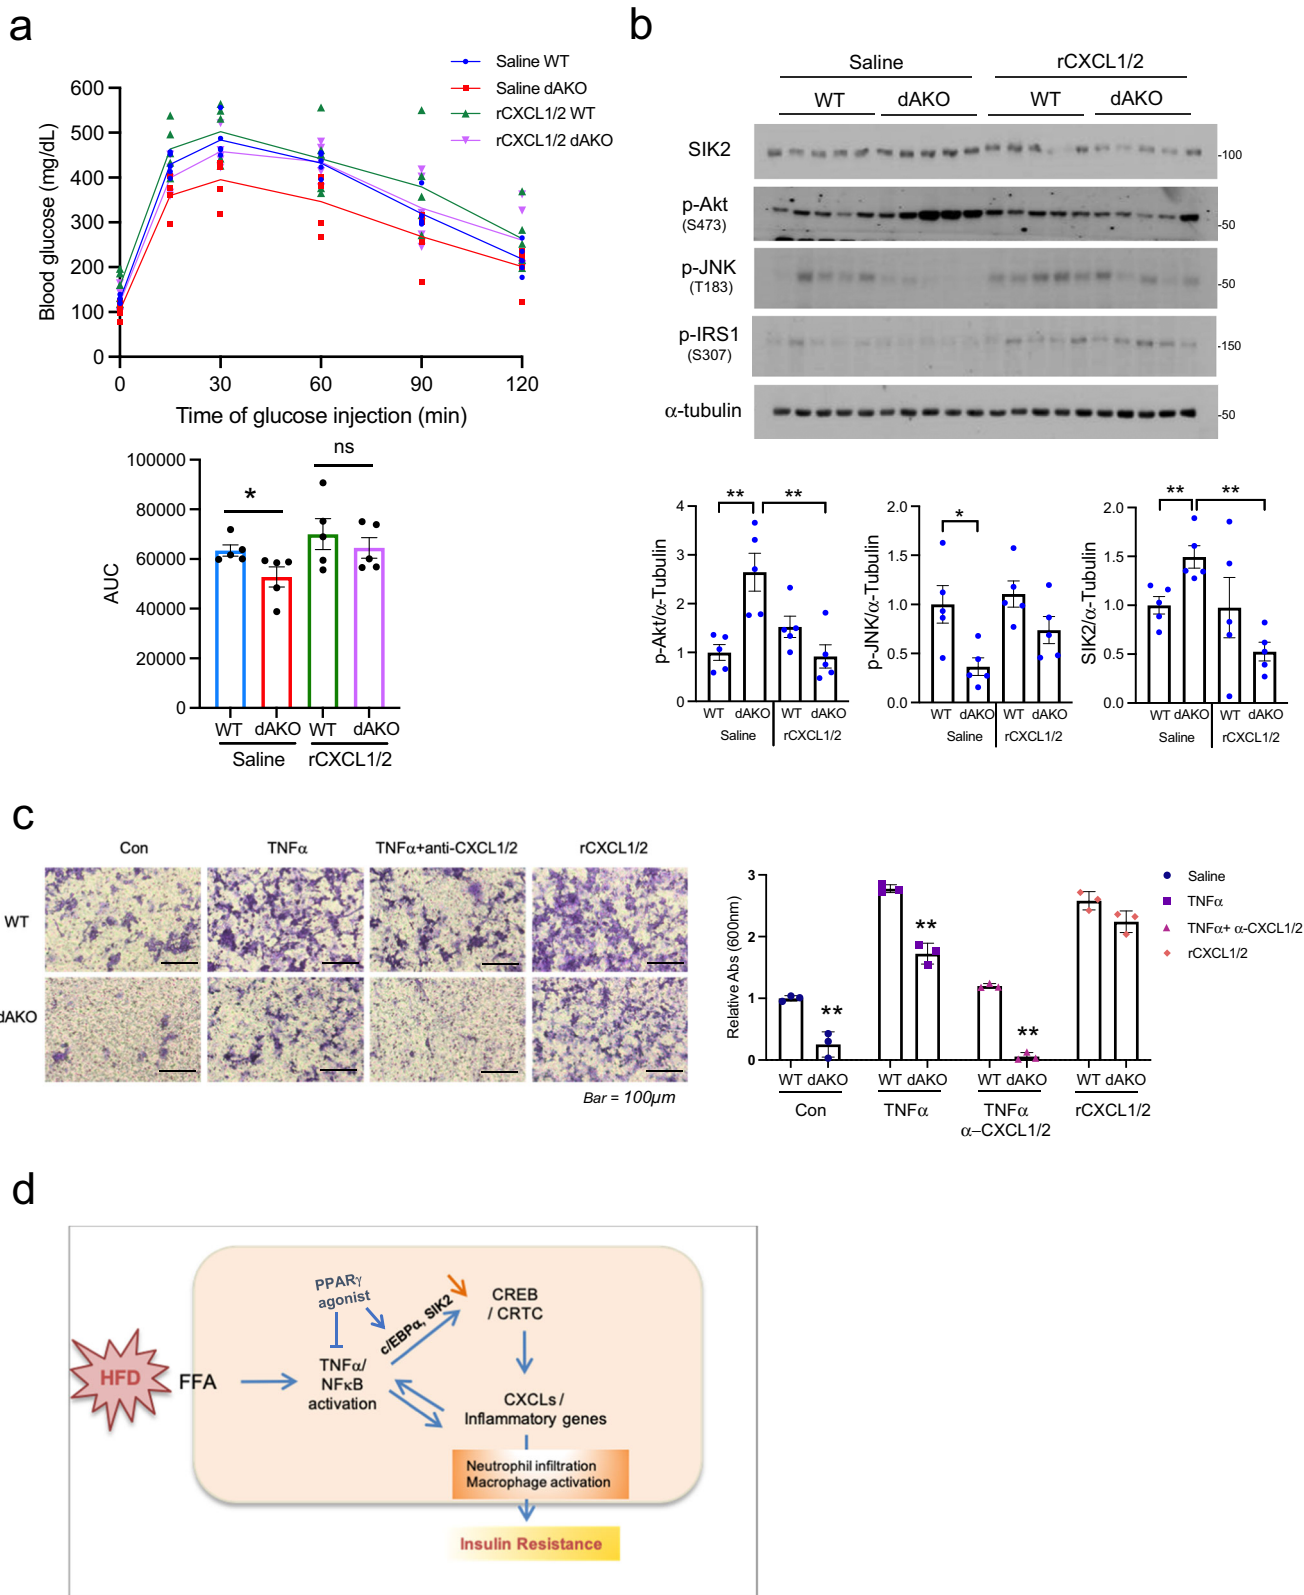 a
Saline WT
Saline dAKO
rCXCL1/2 WT
rCXCL1/2 dAKO
Blood glucose (mg/dL)
600
500
400
300
200
100
0
0 30 60 90 120
Time of glucose injection (min)
AUC
100000
80000
60000
40000
20000
0
*
ns
WT dAKO WT dAKO
Saline rCXCL1/2
b
Saline rCXCL1/2
WT dAKO WT dAKO
SIK2
-100
p-Akt
(S473)
-50
p-JNK
(T183)
-50
p-IRS1
(S307)
-150
α-tubulin
-50
p-Akt/α-Tubulin
4
3
2
1
0
** **
WT dAKO WT dAKO
Saline rCXCL1/2
p-JNK/α-Tubulin
2.0
1.5
1.0
0.5
0.0
*
WT dAKO WT dAKO
Saline rCXCL1/2
SIK2/α-Tubulin
2.0
1.5
1.0
0.5
0.0
** **
WT dAKO WT dAKO
Saline rCXCL1/2
c
Con TNFα TNFα+anti-CXCL1/2 rCXCL1/2
WT
dAKO
Bar = 100μm
Relative Abs (600nm)
3
2
1
0
**
**
**
WT dAKO WT dAKO WT dAKO WT dAKO
Con TNFα TNFα rCXCL1/2
α–CXCL1/2
Saline
TNFα
TNFα+ α-CXCL1/2
rCXCL1/2
d
HFD
FFA
PPARγ
agonist
TNFα/
NFκB
activation
c/EBPα, SIK2
CREB
/ CRTC
CXCLs /
Inflammatory genes
Neutrophil infiltration
Macrophage activation
Insulin Resistance